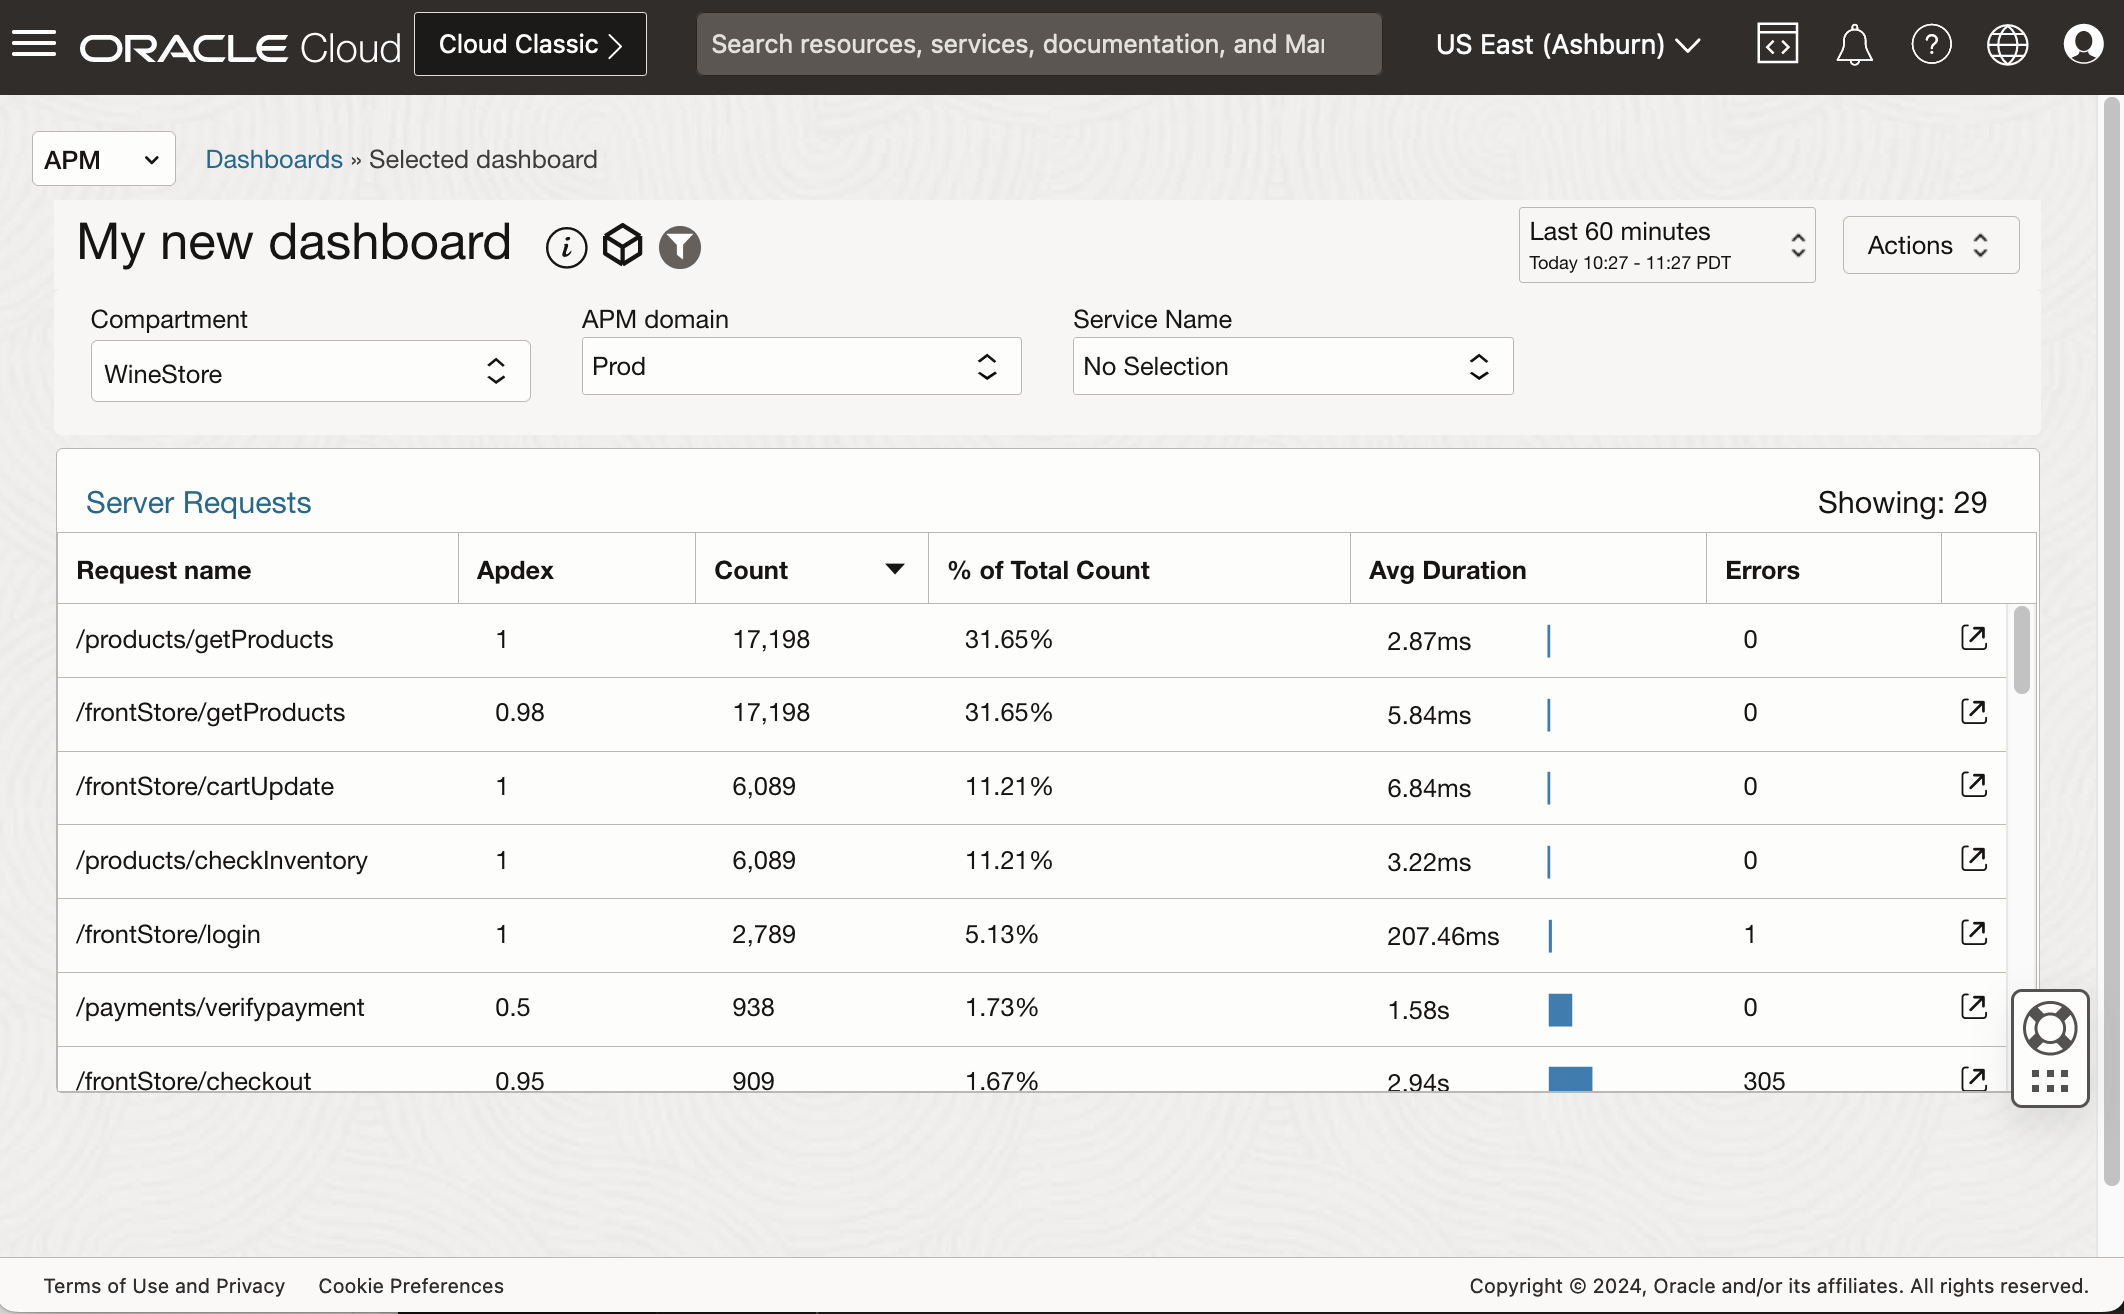 ORACLE Cloud
Cloud Classic
Search resources, services, documentation, and Mar
US East (Ashburn)
APM
Dashboards » Selected dashboard
My new dashboard
Last 60 minutes
Today 10:27 - 11:27 PDT
Actions
Compartment
APM domain
Service Name
WineStore
Prod
No Selection
Server Requests
Showing: 29
Request name Apdex Count % of Total Count Avg Duration Errors
/products/getProducts 1 17,198 31.65% 2.87ms 0
/frontStore/getProducts 0.98 17,198 31.65% 5.84ms 0
/frontStore/cartUpdate 1 6,089 11.21% 6.84ms 0
/products/checkInventory 1 6,089 11.21% 3.22ms 0
/frontStore/login 1 2,789 5.13% 207.46ms 1
/payments/verifypayment 0.5 938 1.73% 1.58s 0
/frontStore/checkout 0.95 909 1.67% 2.94s 305
Terms of Use and Privacy Cookie Preferences
Copyright © 2024, Oracle and/or its affiliates. All rights reserved.